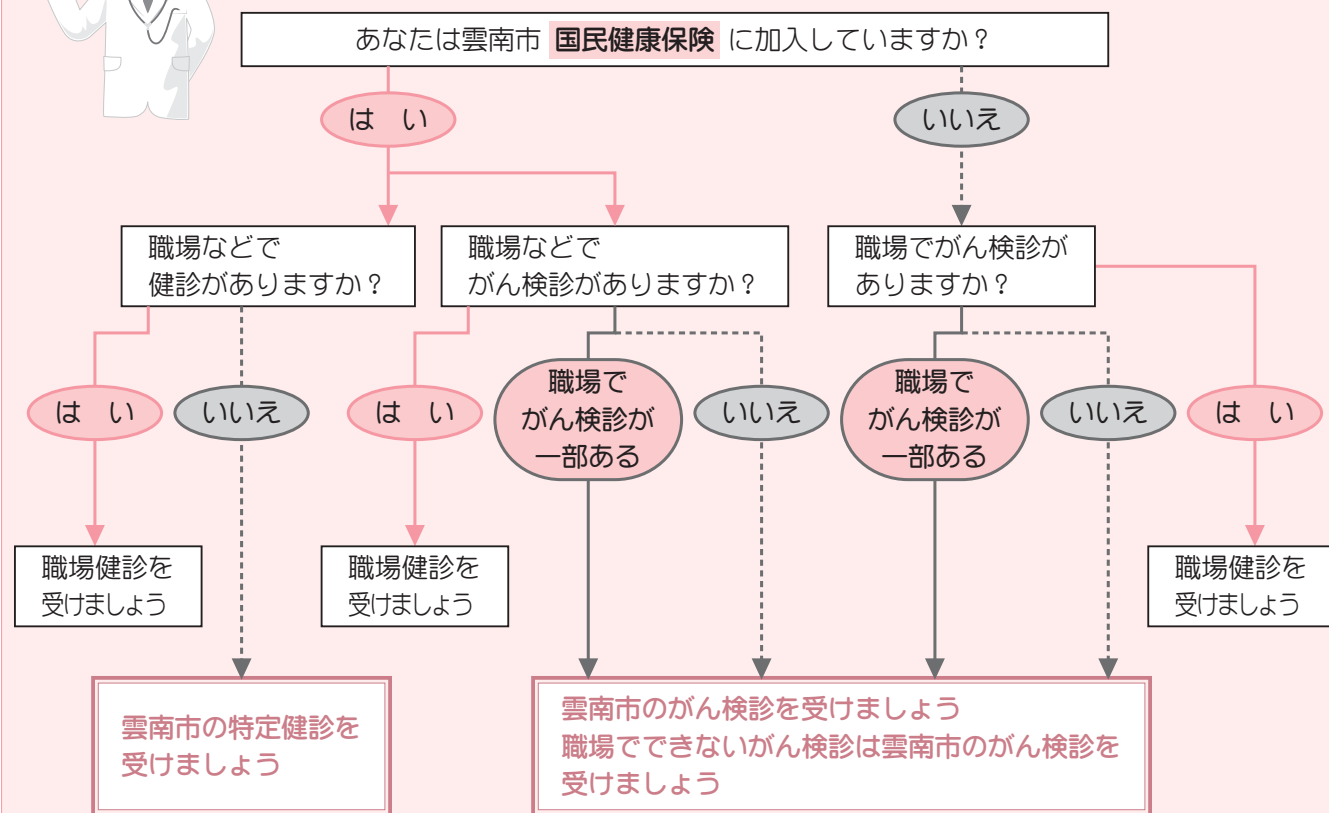 あなたは雲南市 国民健康保険 に加入していますか？
は い
いいえ
職場などで
健診がありますか？
職場などで
がん検診がありますか？
職場でがん検診が
ありますか？
は い
いいえ
は い
職場で
がん検診が
一部ある
いいえ
職場で
がん検診が
一部ある
いいえ
は い
職場健診を
受けましょう
職場健診を
受けましょう
職場健診を
受けましょう
雲南市の特定健診を
受けましょう
雲南市のがん検診を受けましょう
職場でできないがん検診は雲南市のがん検診を
受けましょう